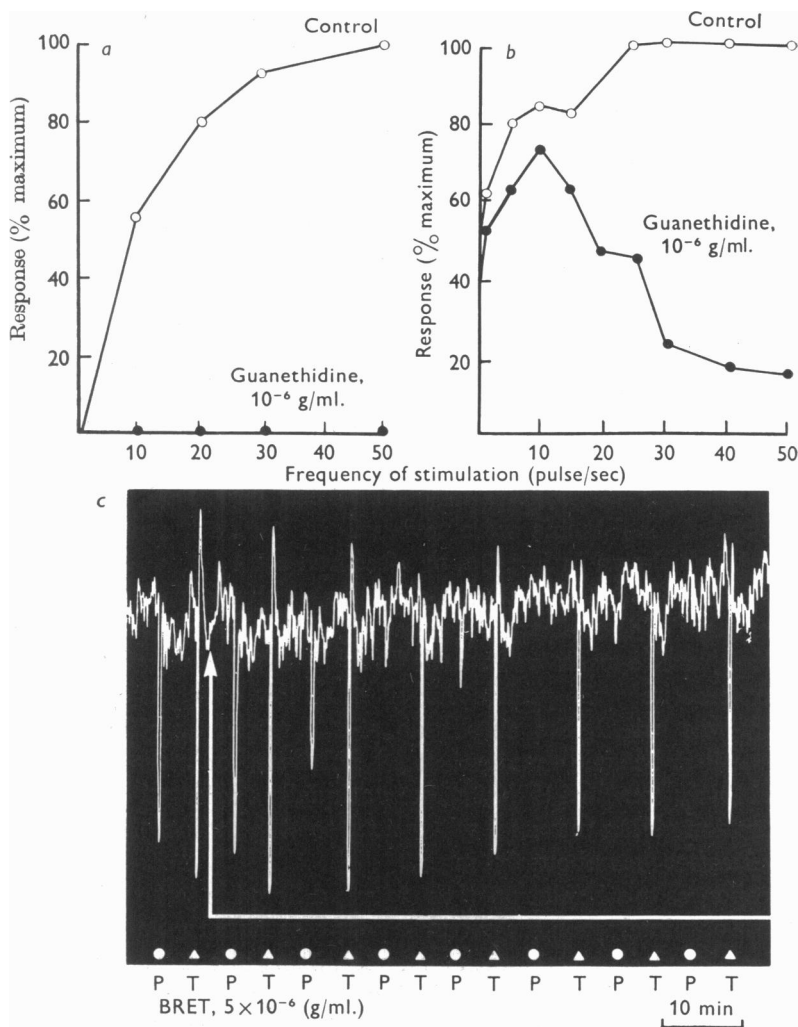 Control
Control
100
a
100
b
80
80
60
60
40
40
20
20
Response (% maximum)
Response (% maximum)
Guanethidine,
10⁻⁶ g/ml.
Guanethidine,
10⁻⁶ g/ml.
10 20 30 50
10 20 30 40 50
Frequency of stimulation (pulse/sec)
c
P T P T P T P T P T P T P T P T
BRET, 5×10⁻⁶ (g/ml.)
10 min